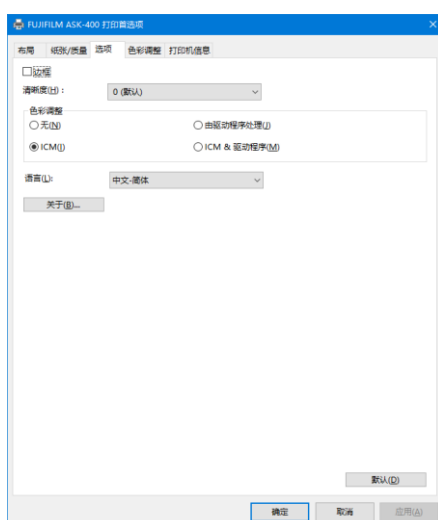 FUJIFILM ASK-400 打印首选项
布局 纸张/质量 选项 色彩调整 打印机信息
边框
清晰度(H)： 0 (默认)
色彩调整
无(N) 由驱动程序处理(J)
ICM(I) ICM & 驱动程序(M)
语言(L): 中文-简体
关于(B)...
默认(D)
确定 取消 应用(A)